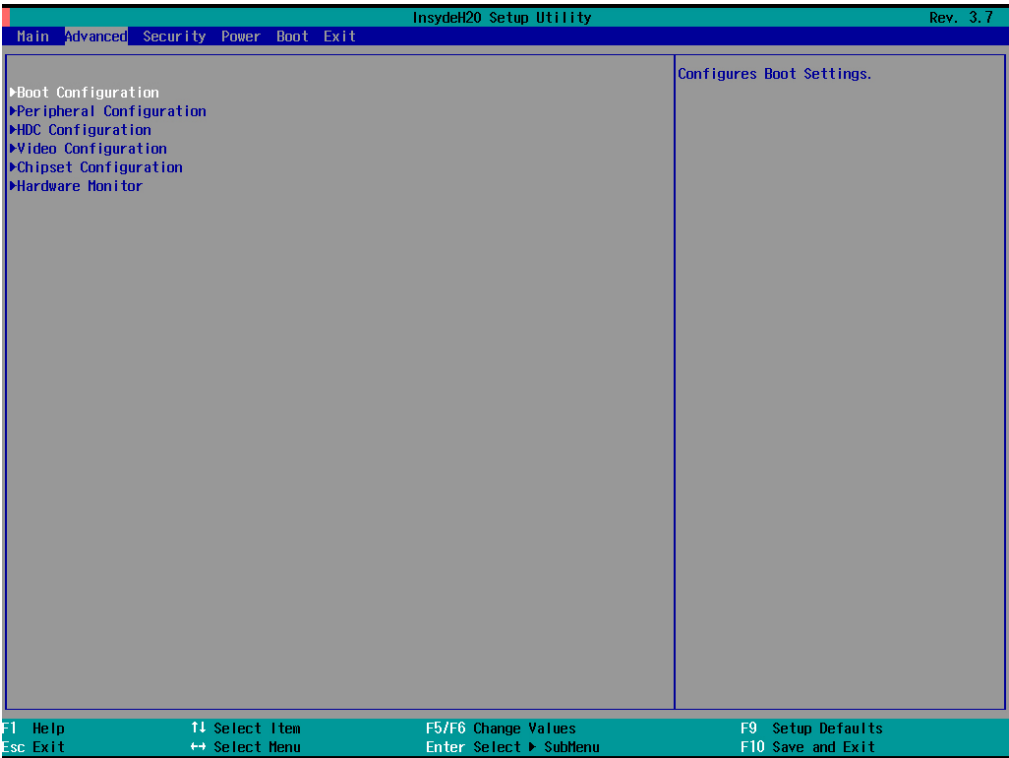 InsydeH20 Setup Utility Rev. 3.7
Main Advanced Security Power Boot Exit
Configures Boot Settings.
▶Boot Configuration
▶Peripheral Configuration
▶HDC Configuration
▶Video Configuration
▶Chipset Configuration
▶Hardware Monitor
F1 Help ↑↓ Select Item F5/F6 Change Values F9 Setup Defaults
Esc Exit ↔ Select Menu Enter Select ▶ SubMenu F10 Save and Exit